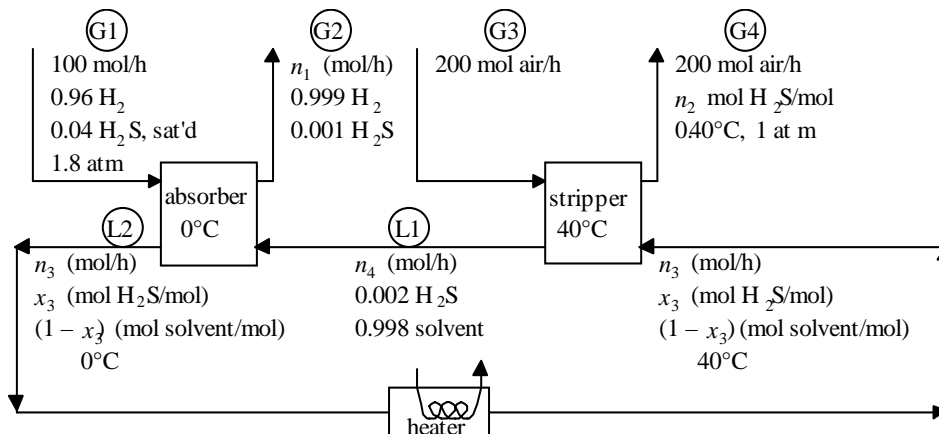 G1
100 mol/h
0.96 H₂
0.04 H₂S, sat'd
1.8 atm
G2
n₁ (mol/h)
0.999 H₂
0.001 H₂S
G3
200 mol air/h
G4
200 mol air/h
n₂ mol H₂S/mol
040°C, 1 at m
absorber
0°C
stripper
40°C
L2
n₃ (mol/h)
x₃ (mol H₂S/mol)
(1 – x₃) (mol solvent/mol)
0°C
L1
n₄ (mol/h)
0.002 H₂S
0.998 solvent
n₃ (mol/h)
x₃ (mol H₂S/mol)
(1 – x₃) (mol solvent/mol)
40°C
heater